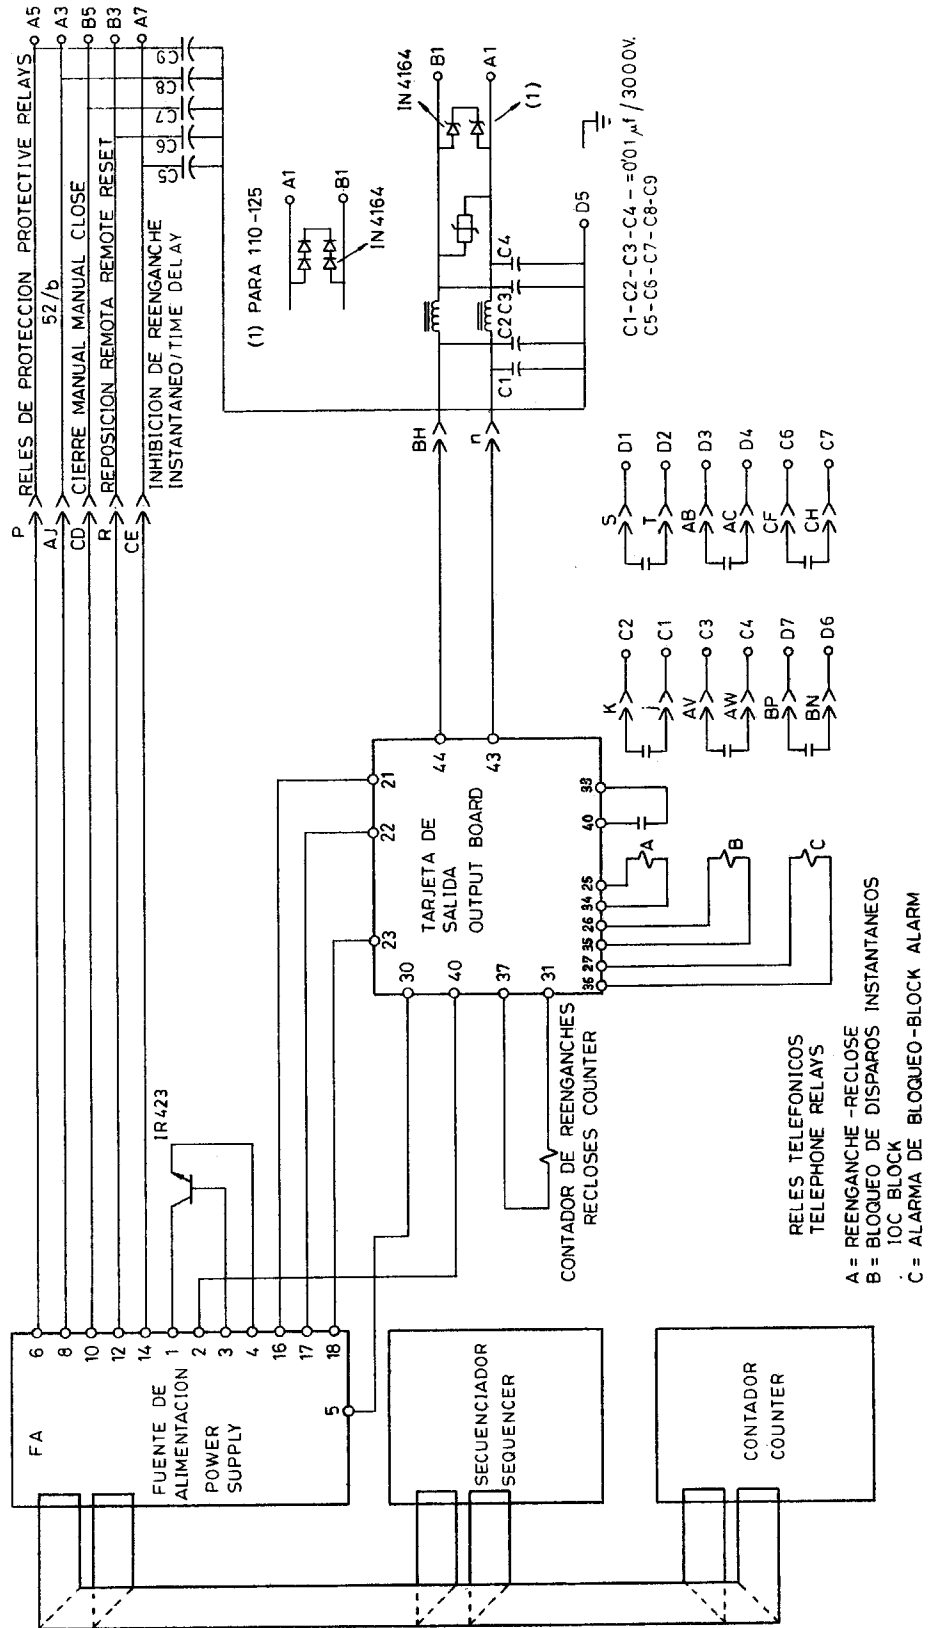 P RELES DE PROTECCION PROTECTIVE RELAYS A5
AJ 52/b A3
CD CIERRE MANUAL MANUAL CLOSE B5
R REPOSICION REMOTA REMOTE RESET B3
CE INHIBICION DE REENGANCHE A7
INSTANTANEO/TIME DELAY
C5 C6 C7 C8 C9
(1) PARA 110-125
A1
B1
IN4164
IN4164
B1
A1
(1)
BH
n
C1 C2 C3 C4
D5
C1-C2-C3-C4-=0'01µf/3000V.
C5-C6-C7-C8-C9
FA
6
8
10
12
14
1
2
3
4
16
17
18
5
FUENTE DE
ALIMENTACION
POWER
SUPPLY
IR423
SECUENCIADOR
SEQUENCER
CONTADOR
COUNTER
23 22 21
TARJETA DE
SALIDA
OUTPUT BOARD
44
43
30
40
37
31
36 27 35 26 34 25 40 38
A
B
C
CONTADOR DE REENGANCHES
RECLOSES COUNTER
K C2
j C1
AV C3
AW C4
BP D7
BN D6
S D1
T D2
AB D3
AC D4
CF C6
CH C7
RELES TELEFONICOS
TELEPHONE RELAYS
A = REENGANCHE-RECLOSE
B = BLOQUEO DE DISPAROS INSTANTANEOS
IOC BLOCK
C = ALARMA DE BLOQUEO-BLOCK ALARM